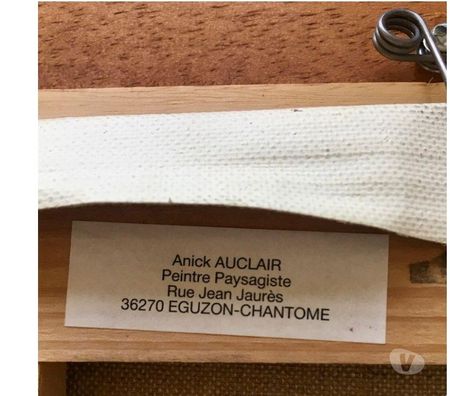 Anick AUCLAIR
Peintre Paysagiste
Rue Jean Jaurès
36270 EGUZON-CHANTOME
V